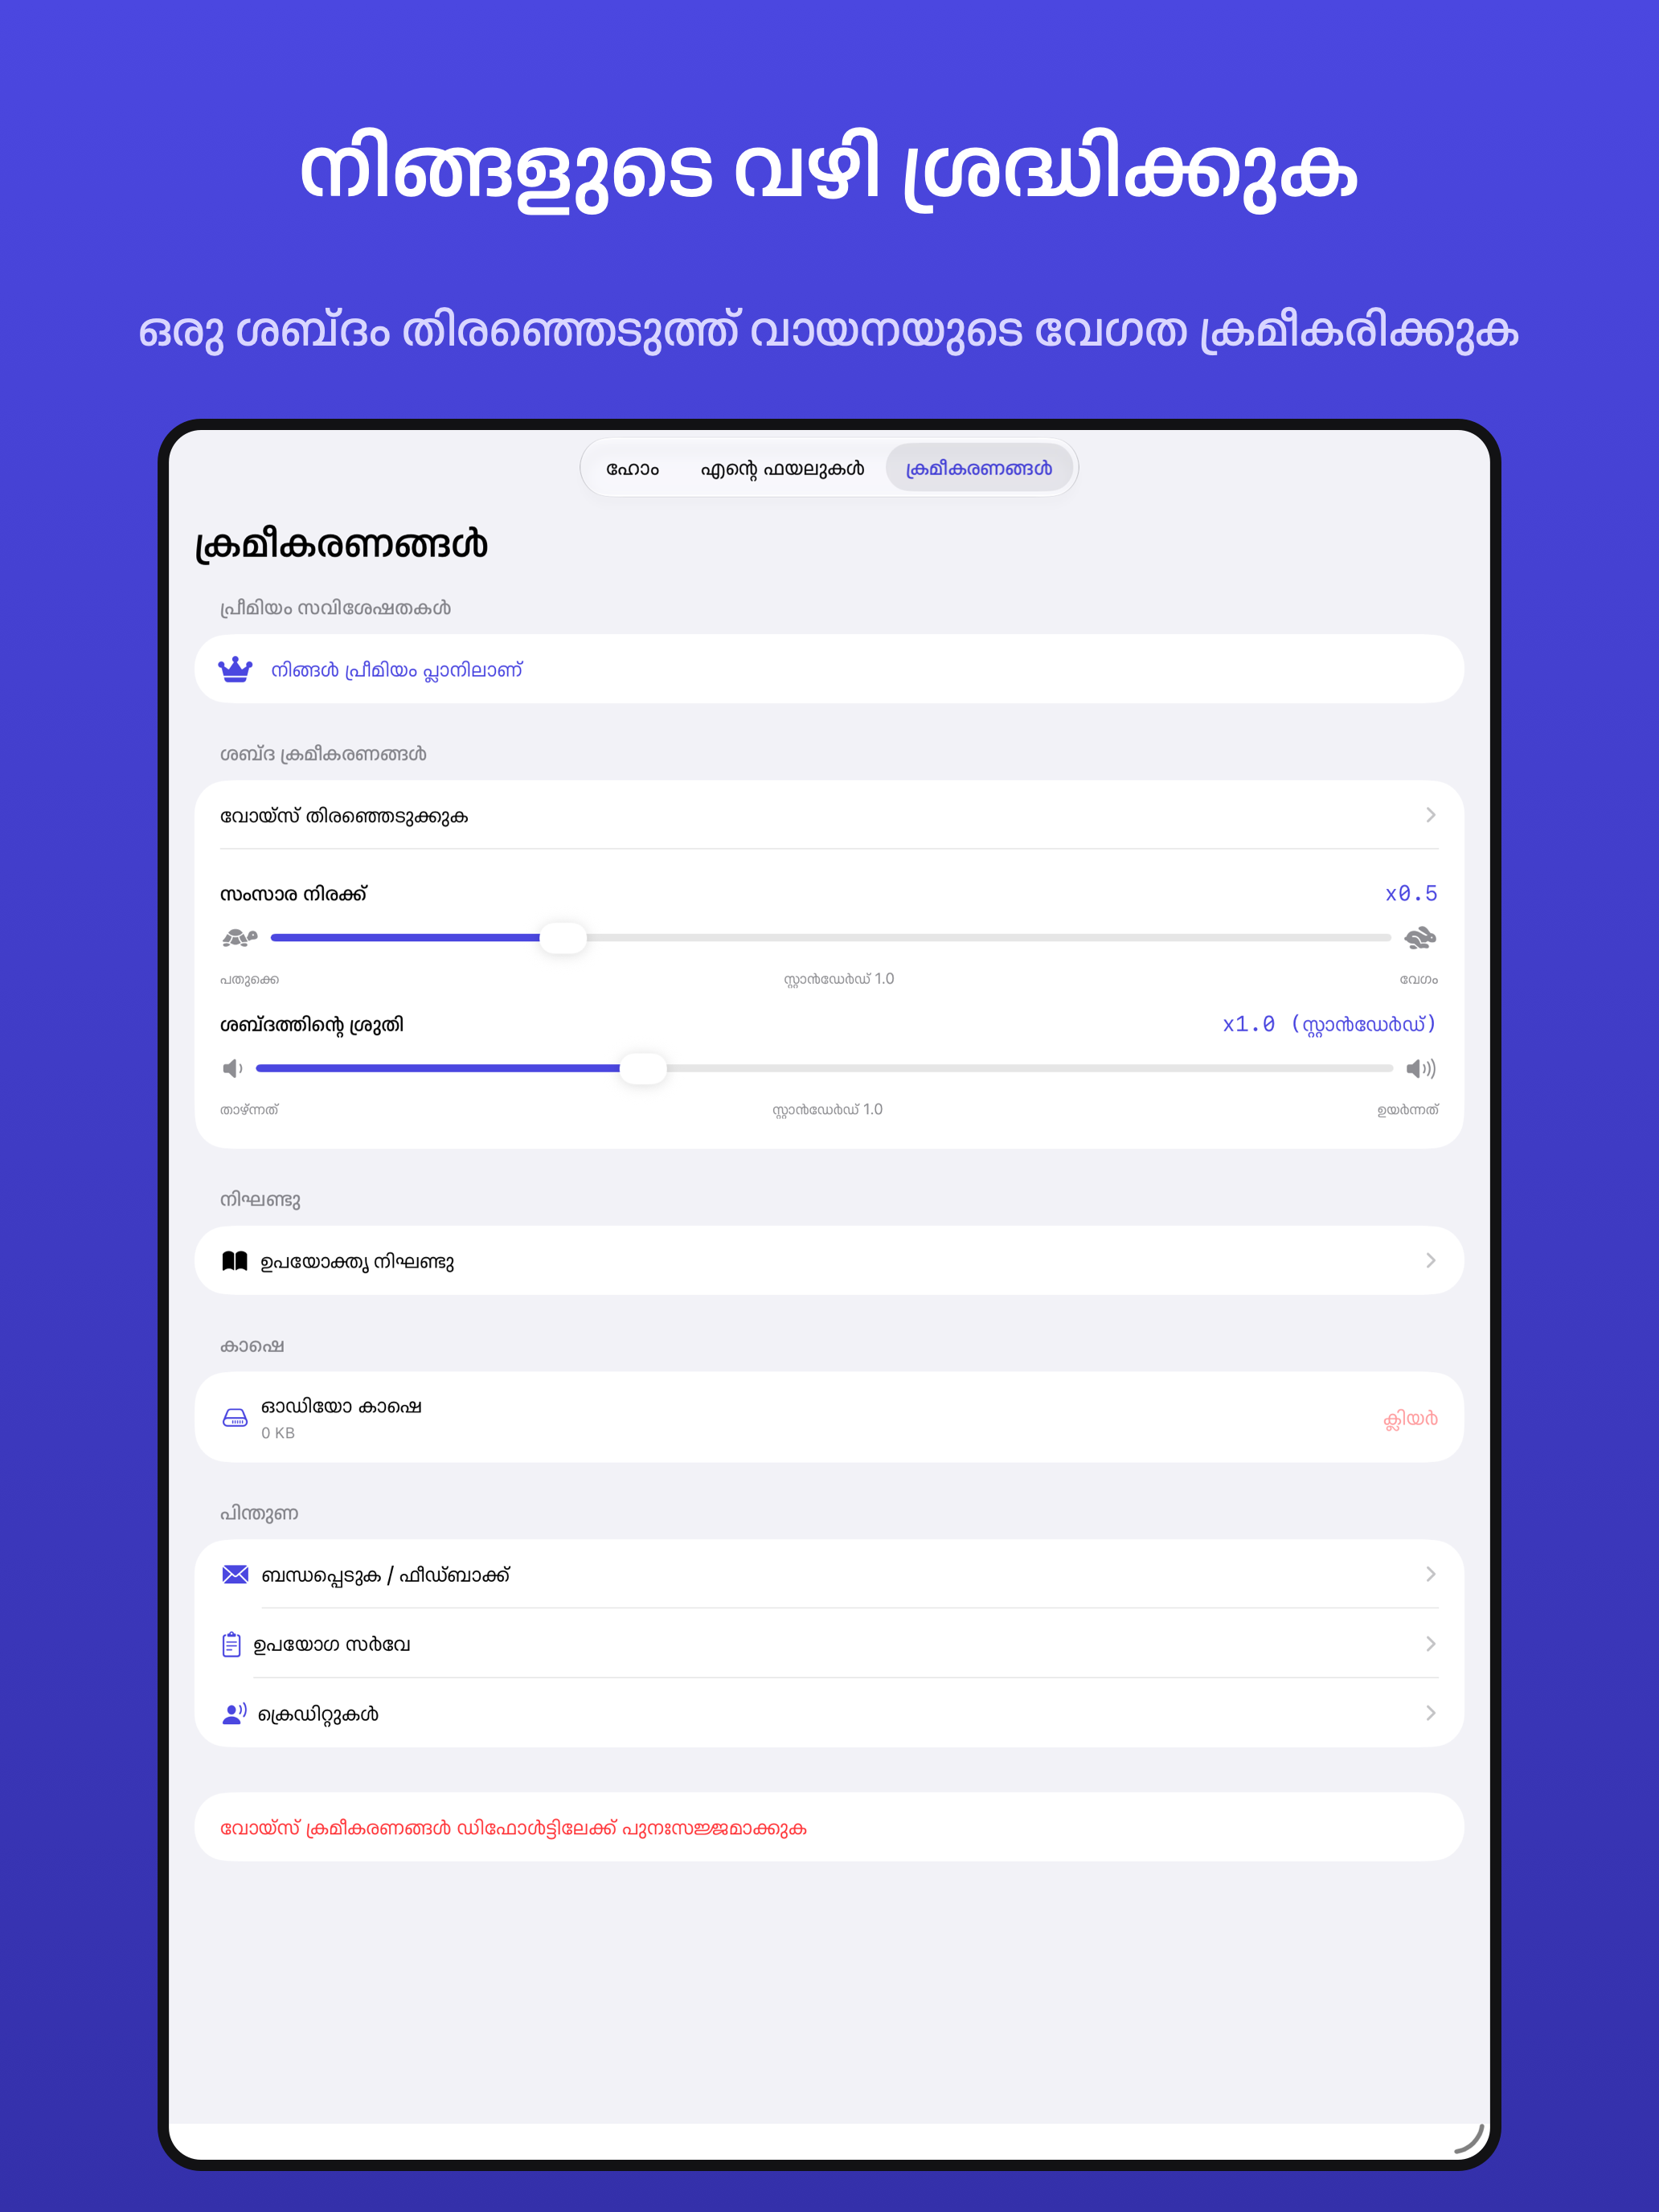 നിങ്ങളുടെ വഴി ശ്രദ്ധിക്കുക
ഒരു ശബ്ദം തിരഞ്ഞെടുത്ത് വായനയുടെ വേഗത ക്രമീകരിക്കുക
ഹോം എന്റെ ഫയലുകൾ ക്രമീകരണങ്ങൾ
ക്രമീകരണങ്ങൾ
പ്രീമിയം സവിശേഷതകൾ
നിങ്ങൾ പ്രീമിയം പ്ലാനിലാണ്
ശബ്ദ ക്രമീകരണങ്ങൾ
വോയ്സ് തിരഞ്ഞെടുക്കുക
സംസാര നിരക്ക് x0.5
പതുക്കെ സ്റ്റാൻഡേർഡ് 1.0 വേഗം
ശബ്ദത്തിന്റെ ശ്രുതി x1.0 (സ്റ്റാൻഡേർഡ്)
താഴ്ന്നത് സ്റ്റാൻഡേർഡ് 1.0 ഉയർന്നത്
നിഘണ്ടു
ഉപയോക്തൃ നിഘണ്ടു
കാഷെ
ഓഡിയോ കാഷെ
0 KB
ക്ലിയർ
പിന്തുണ
ബന്ധപ്പെടുക / ഫീഡ്ബാക്ക്
ഉപയോഗ സർവേ
ക്രെഡിറ്റുകൾ
വോയ്സ് ക്രമീകരണങ്ങൾ ഡിഫോൾട്ടിലേക്ക് പുനഃസജ്ജമാക്കുക